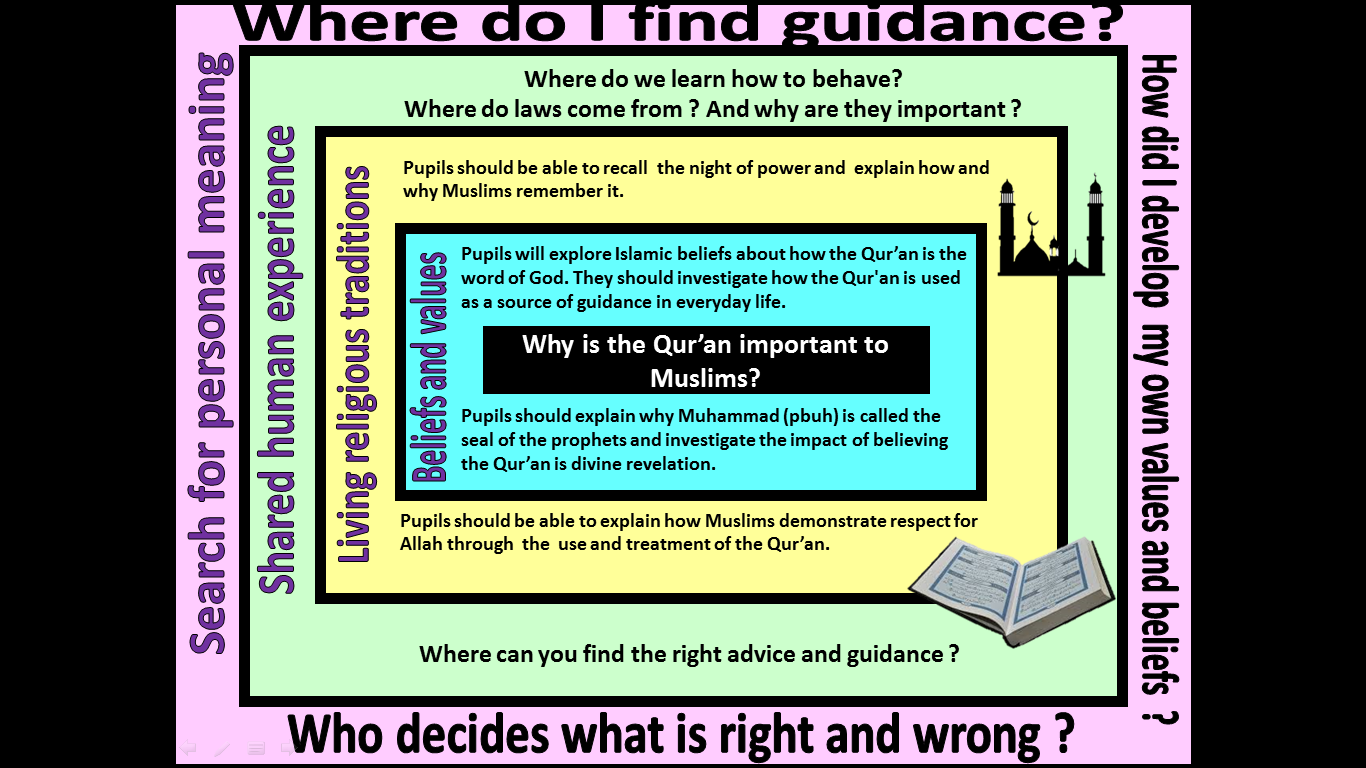 Where do I find guidance?
Search for personal meaning
How did I develop my own values and beliefs ?
Shared human experience
Where do we learn how to behave?
Where do laws come from ? And why are they important ?
Living religious traditions
Pupils should be able to recall the night of power and explain how and
why Muslims remember it.
Beliefs and values
Pupils will explore Islamic beliefs about how the Qur’an is the
word of God. They should investigate how the Qur'an is used
as a source of guidance in everyday life.
Why is the Qur’an important to
Muslims?
Pupils should explain why Muhammad (pbuh) is called the
seal of the prophets and investigate the impact of believing
the Qur’an is divine revelation.
Pupils should be able to explain how Muslims demonstrate respect for
Allah through the use and treatment of the Qur’an.
Where can you find the right advice and guidance ?
Who decides what is right and wrong ?